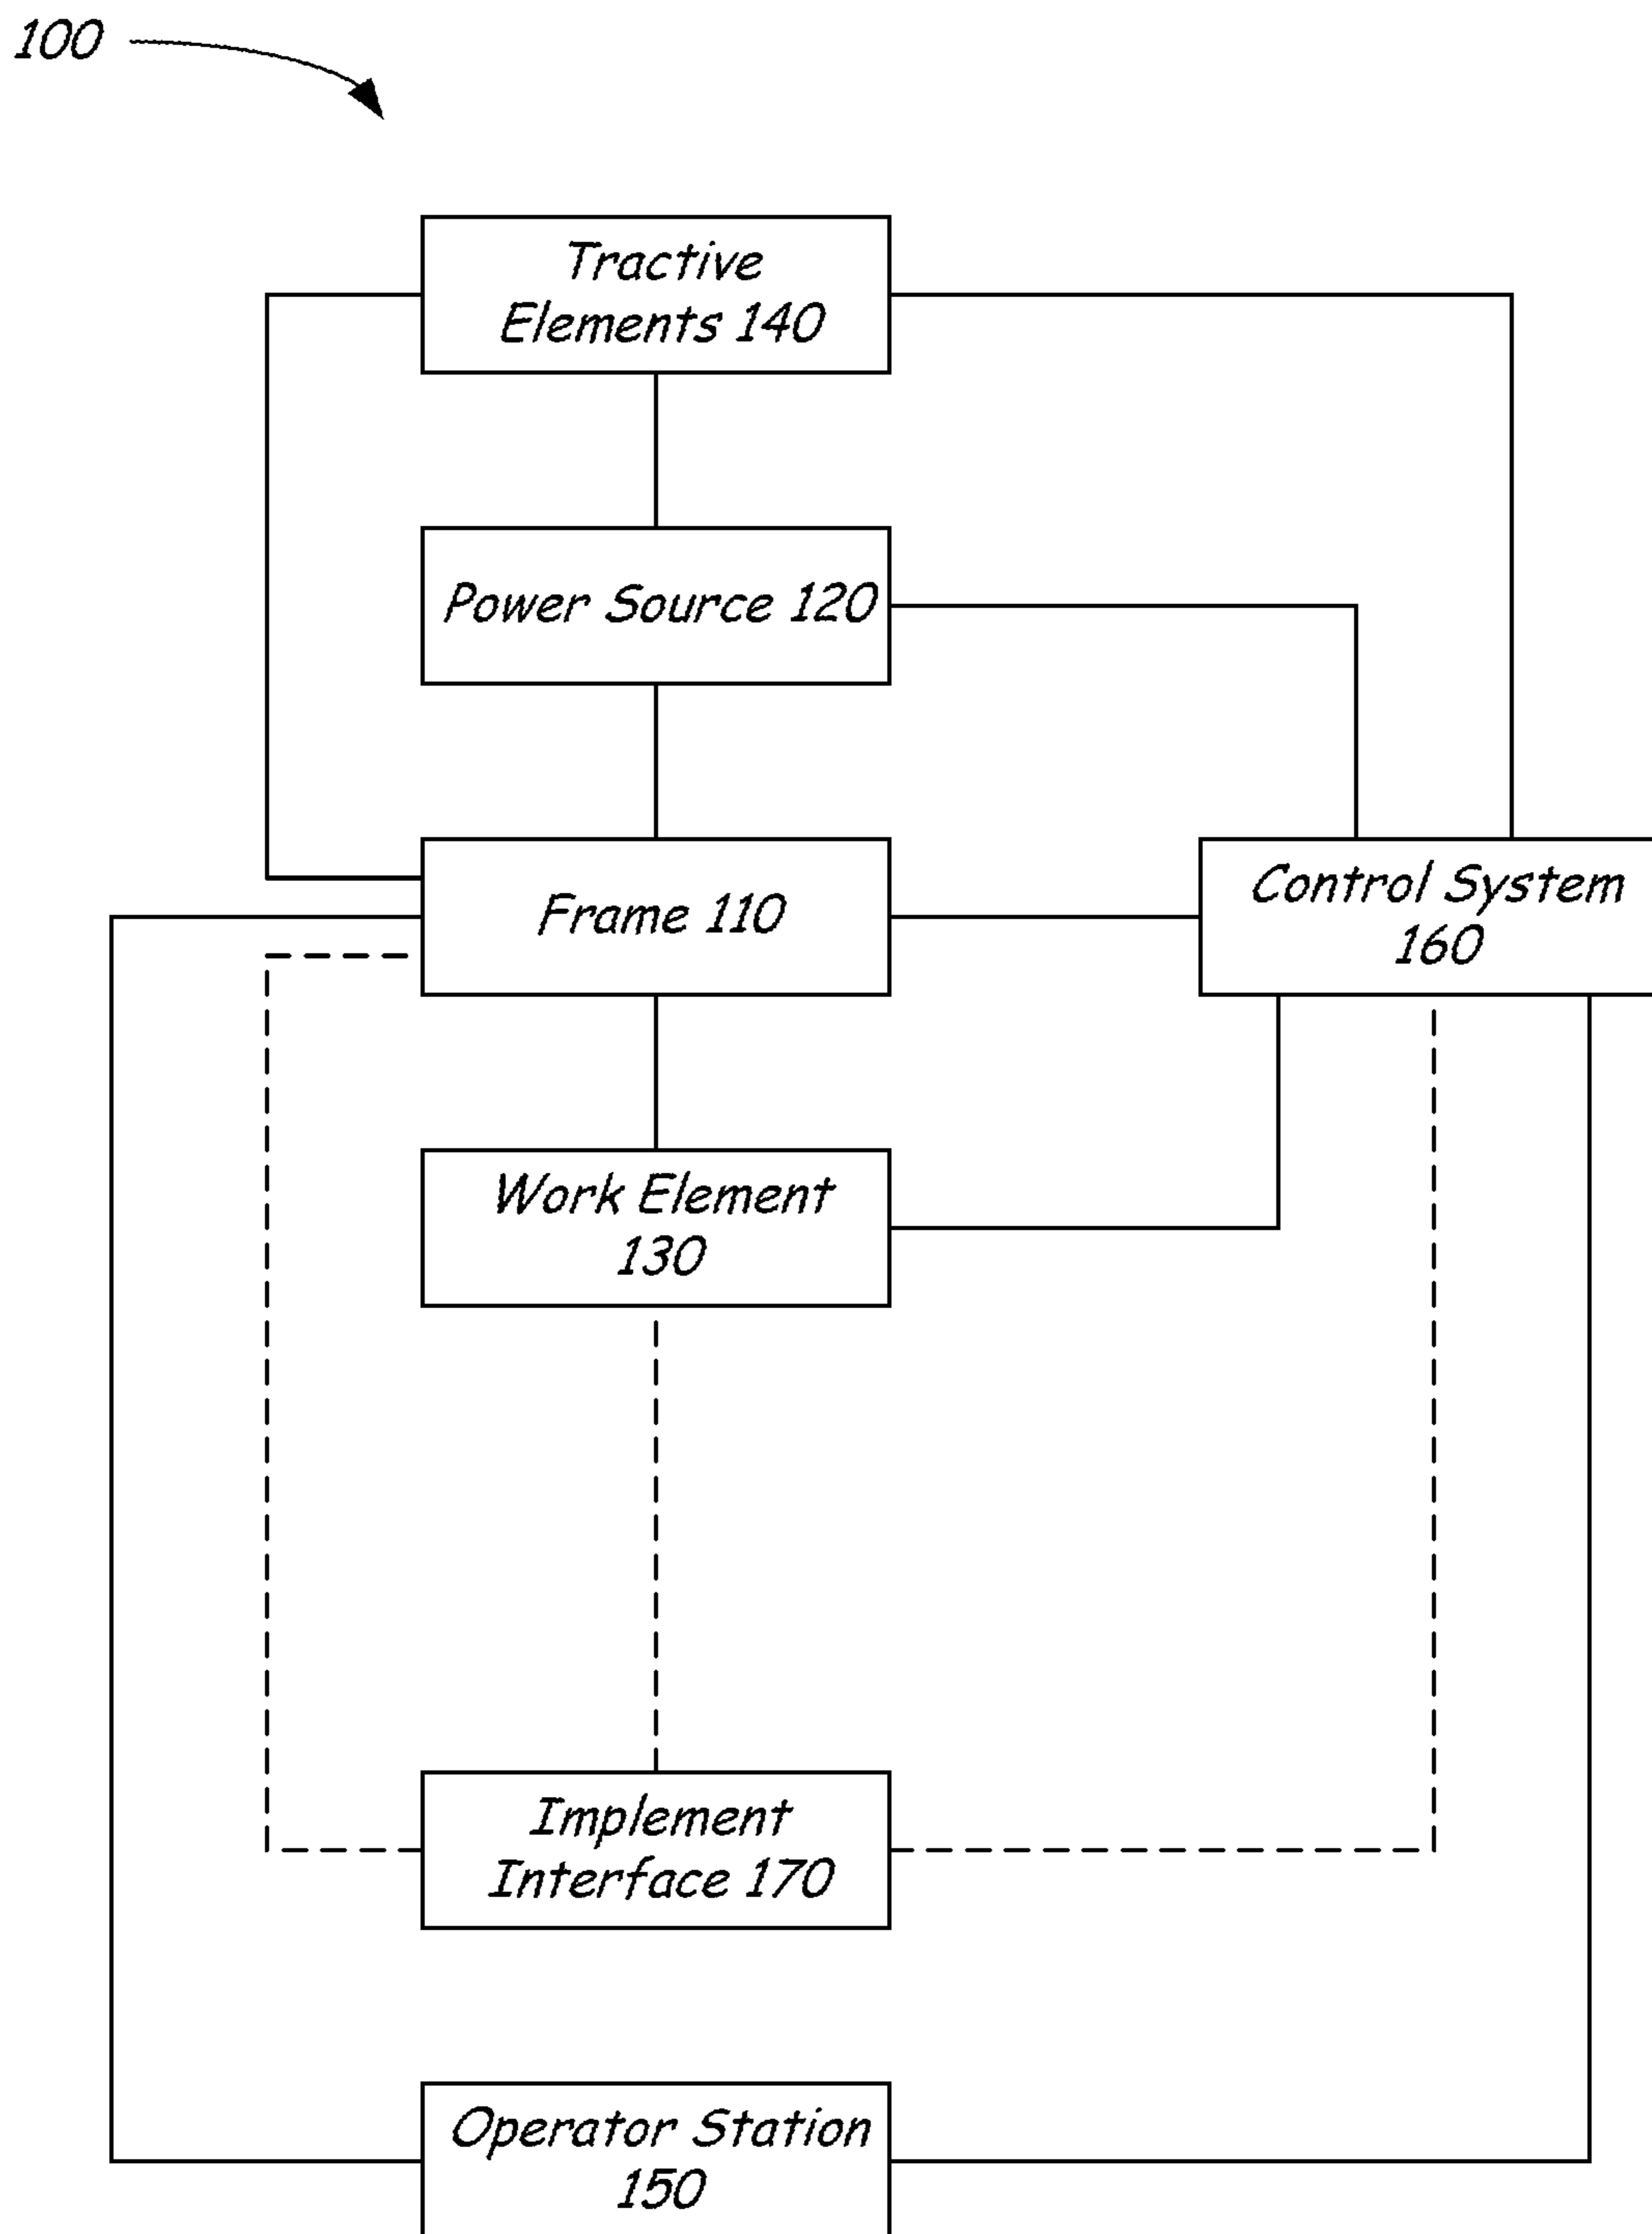 100
Tractive
Elements 140
Power Source 120
Frame 110
Control System
160
Work Element
130
Implement
Interface 170
Operator Station
150